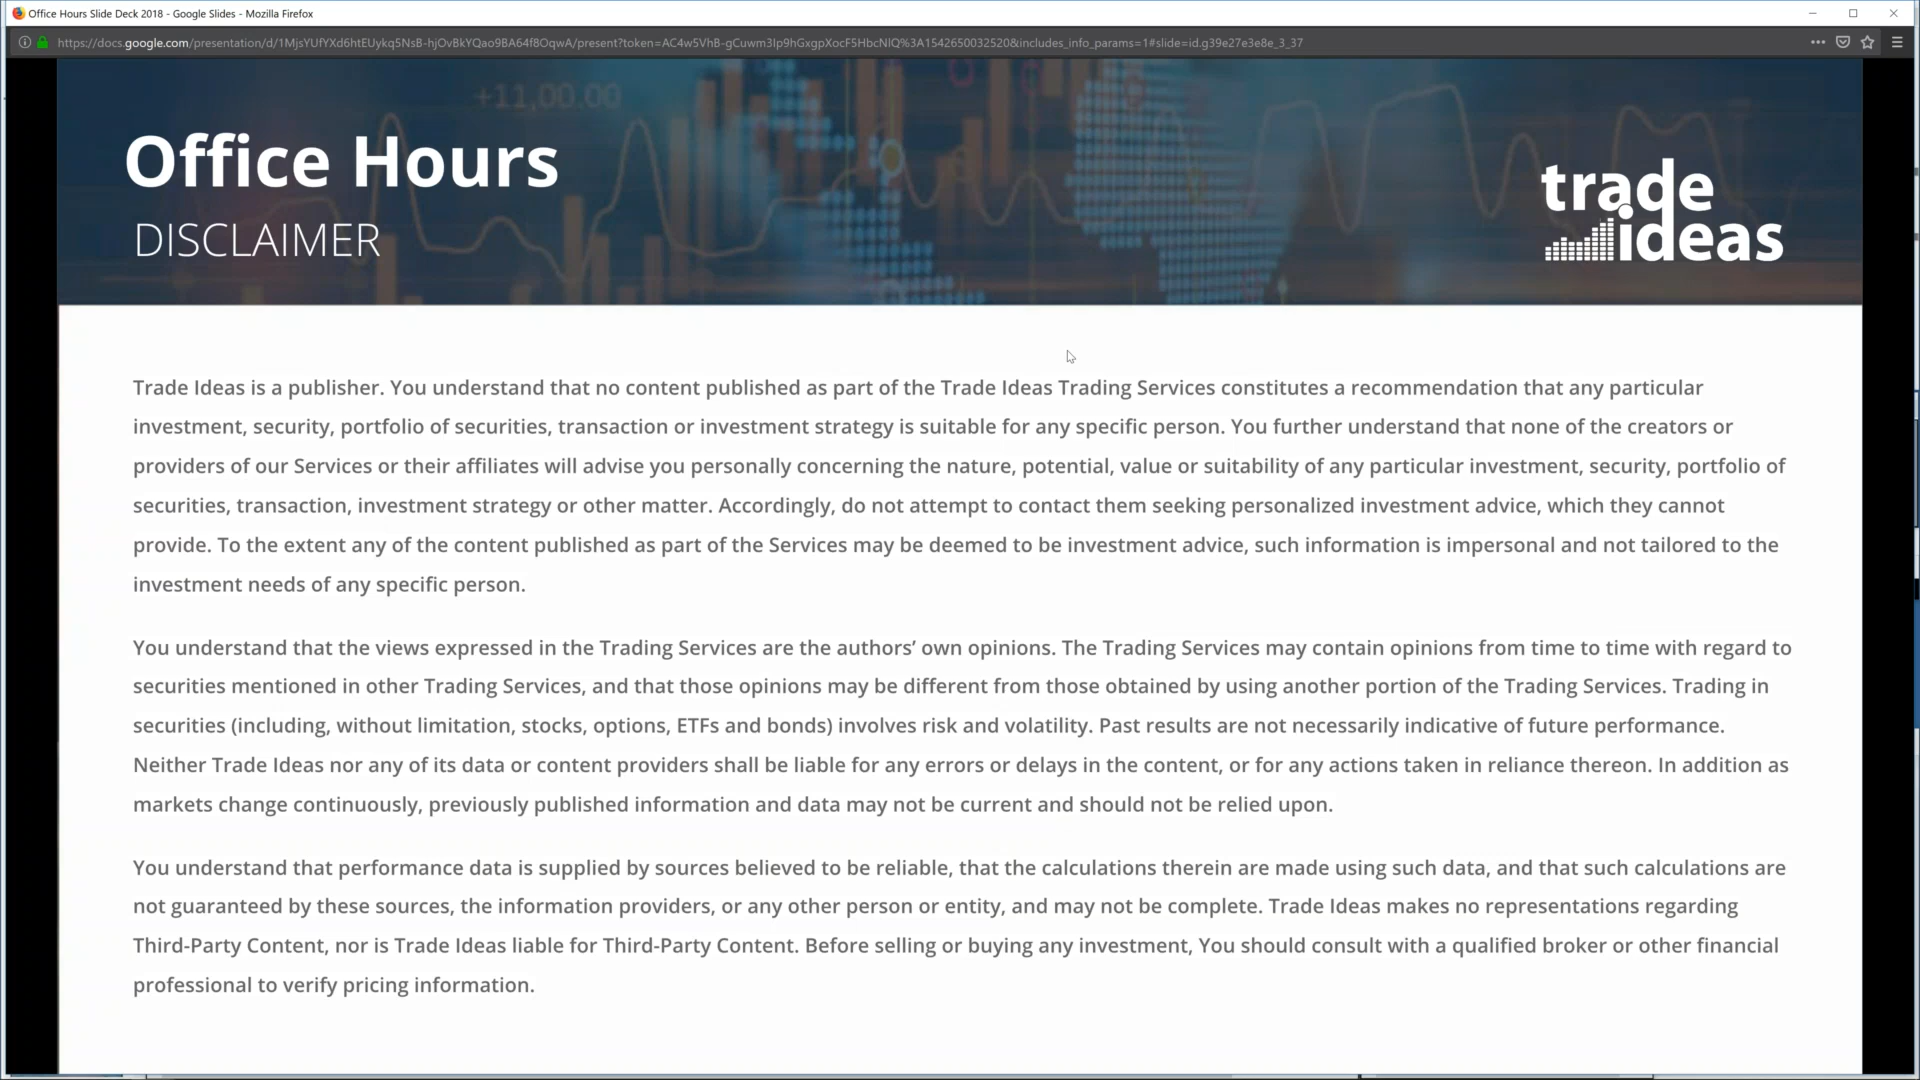 Office Hours Slide Deck 2018 - Google Slides - Mozilla Firefox
https://docs.google.com/presentation/d/1MjsYUfYXd6htEUykq5NsB-hjOvBkYQao9BA64f8OqwA/present?token=AC4w5VhB-gCuwm3Ip9hGxgpXocF5HbcNIQ%3A1542650032520&includes_info_params=1#slide=id.g39e27e3e8e_3_37
+11,00.00
Office Hours
DISCLAIMER
trade
ideas
Trade Ideas is a publisher. You understand that no content published as part of the Trade Ideas Trading Services constitutes a recommendation that any particular
investment, security, portfolio of securities, transaction or investment strategy is suitable for any specific person. You further understand that none of the creators or
providers of our Services or their affiliates will advise you personally concerning the nature, potential, value or suitability of any particular investment, security, portfolio of
securities, transaction, investment strategy or other matter. Accordingly, do not attempt to contact them seeking personalized investment advice, which they cannot
provide. To the extent any of the content published as part of the Services may be deemed to be investment advice, such information is impersonal and not tailored to the
investment needs of any specific person.
You understand that the views expressed in the Trading Services are the authors’ own opinions. The Trading Services may contain opinions from time to time with regard to
securities mentioned in other Trading Services, and that those opinions may be different from those obtained by using another portion of the Trading Services. Trading in
securities (including, without limitation, stocks, options, ETFs and bonds) involves risk and volatility. Past results are not necessarily indicative of future performance.
Neither Trade Ideas nor any of its data or content providers shall be liable for any errors or delays in the content, or for any actions taken in reliance thereon. In addition as
markets change continuously, previously published information and data may not be current and should not be relied upon.
You understand that performance data is supplied by sources believed to be reliable, that the calculations therein are made using such data, and that such calculations are
not guaranteed by these sources, the information providers, or any other person or entity, and may not be complete. Trade Ideas makes no representations regarding
Third-Party Content, nor is Trade Ideas liable for Third-Party Content. Before selling or buying any investment, You should consult with a qualified broker or other financial
professional to verify pricing information.